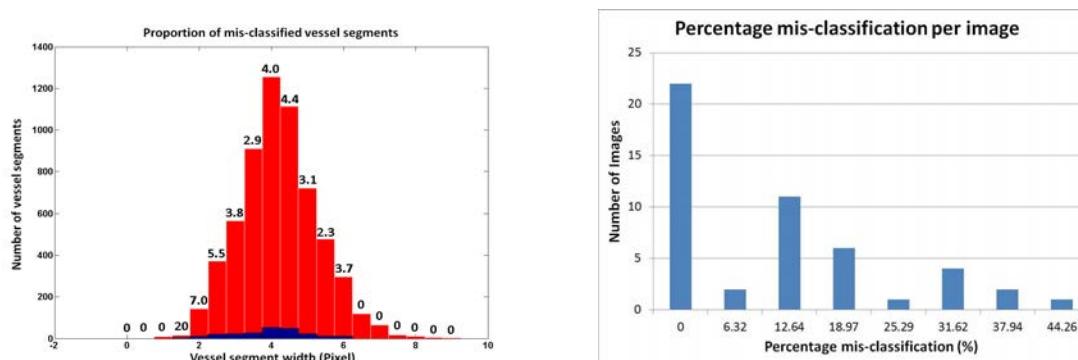 Proportion of mis-classified vessel segments
Number of vessel segments
1400
1200
1000
800
600
400
200
0
4.0
4.4
2.9
3.1
3.8
2.3
5.5
3.7
7.0
0 0 0 20
0 0 0 0 0 0
-2 0 2 4 6 8 10
Vessel segment width (Pixel)
Percentage mis-classification per image
Number of Images
25
20
15
10
5
0
0 6.32 12.64 18.97 25.29 31.62 37.94 44.26
Percentage mis-classification (%)